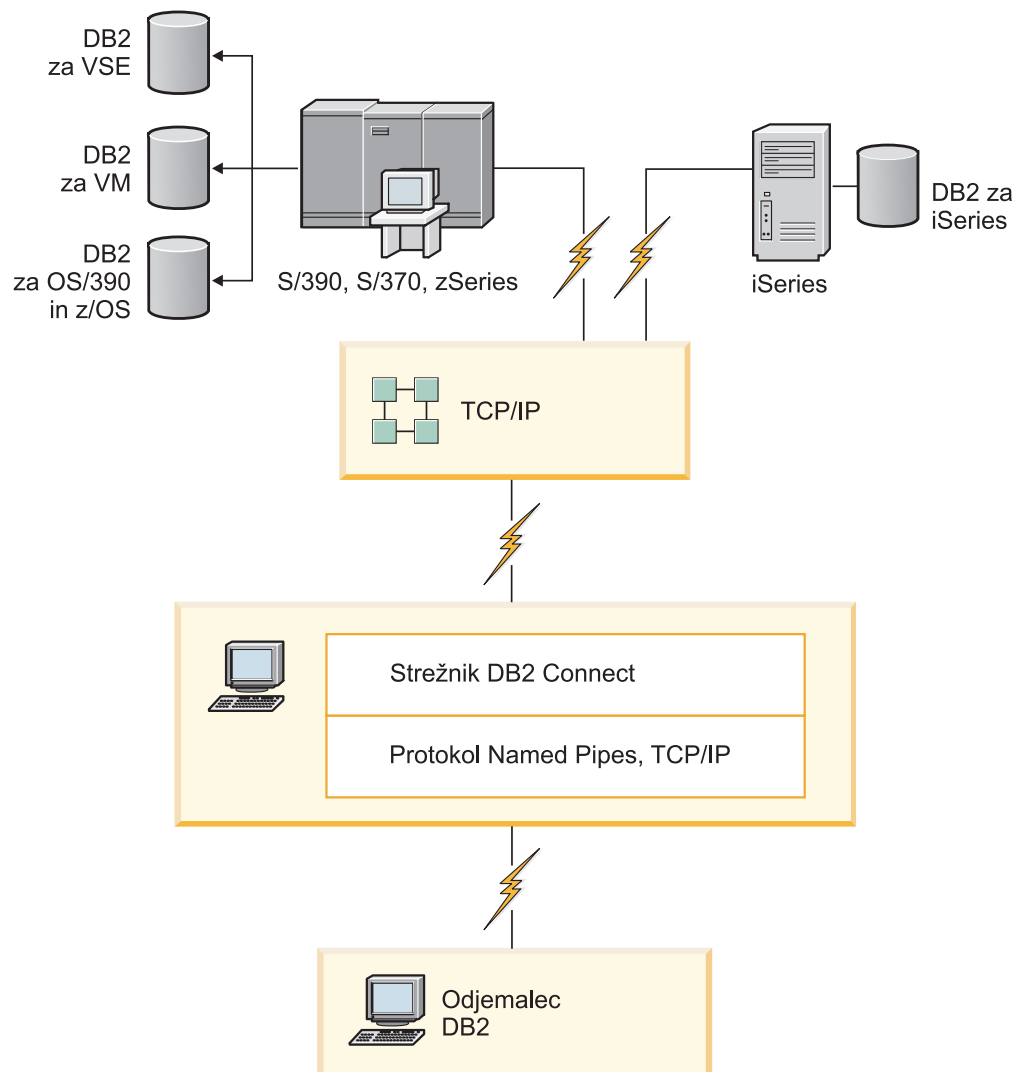 DB2
za VSE
DB2
za VM
DB2
za OS/390
in z/OS
S/390, S/370, zSeries
iSeries
DB2 za
iSeries
TCP/IP
Strežnik DB2 Connect
Protokol Named Pipes, TCP/IP
Odjemalec
DB2